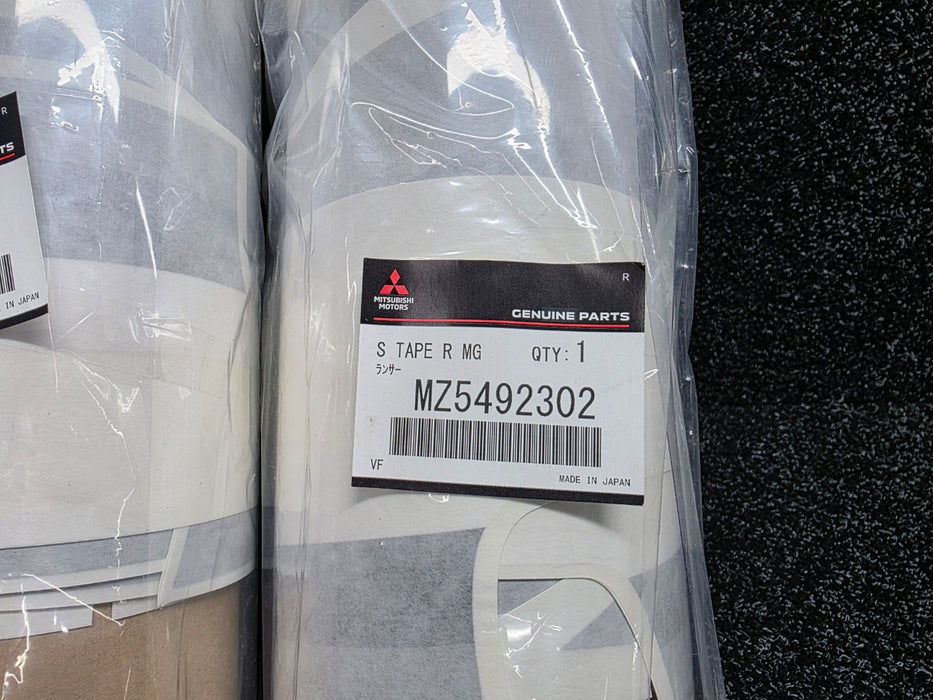 R
TS
IN JAPAN
R
MITSUBISHI
MOTORS
GENUINE PARTS
S TAPE R MG QTY: 1
ランサー
MZ5492302
VF
MADE IN JAPAN